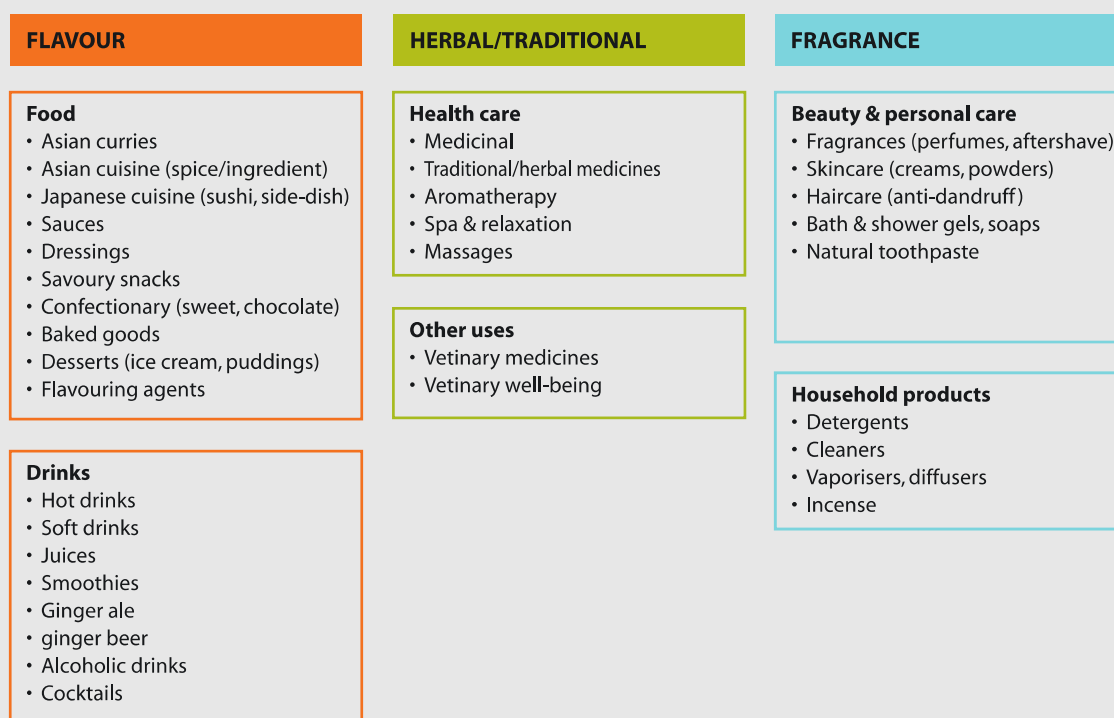 FLAVOUR
Food
• Asian curries
• Asian cuisine (spice/ingredient)
• Japanese cuisine (sushi, side-dish)
• Sauces
• Dressings
• Savoury snacks
• Confectionary (sweet, chocolate)
• Baked goods
• Desserts (ice cream, puddings)
• Flavouring agents
Drinks
• Hot drinks
• Soft drinks
• Juices
• Smoothies
• Ginger ale
• ginger beer
• Alcoholic drinks
• Cocktails
HERBAL/TRADITIONAL
Health care
• Medicinal
• Traditional/herbal medicines
• Aromatherapy
• Spa & relaxation
• Massages
Other uses
• Vetinary medicines
• Vetinary well-being
FRAGRANCE
Beauty & personal care
• Fragrances (perfumes, aftershave)
• Skincare (creams, powders)
• Haircare (anti-dandruff)
• Bath & shower gels, soaps
• Natural toothpaste
Household products
• Detergents
• Cleaners
• Vaporisers, diffusers
• Incense